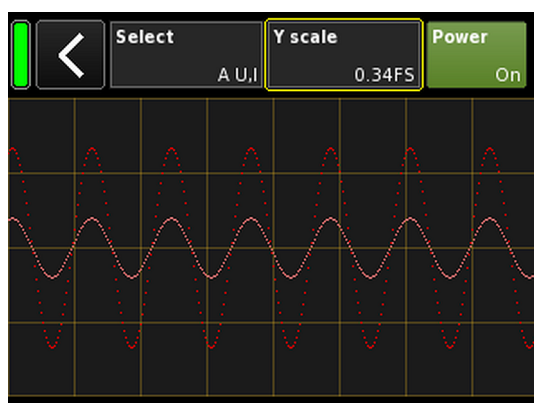 Select
A U,I
Y scale
0.34FS
Power
On